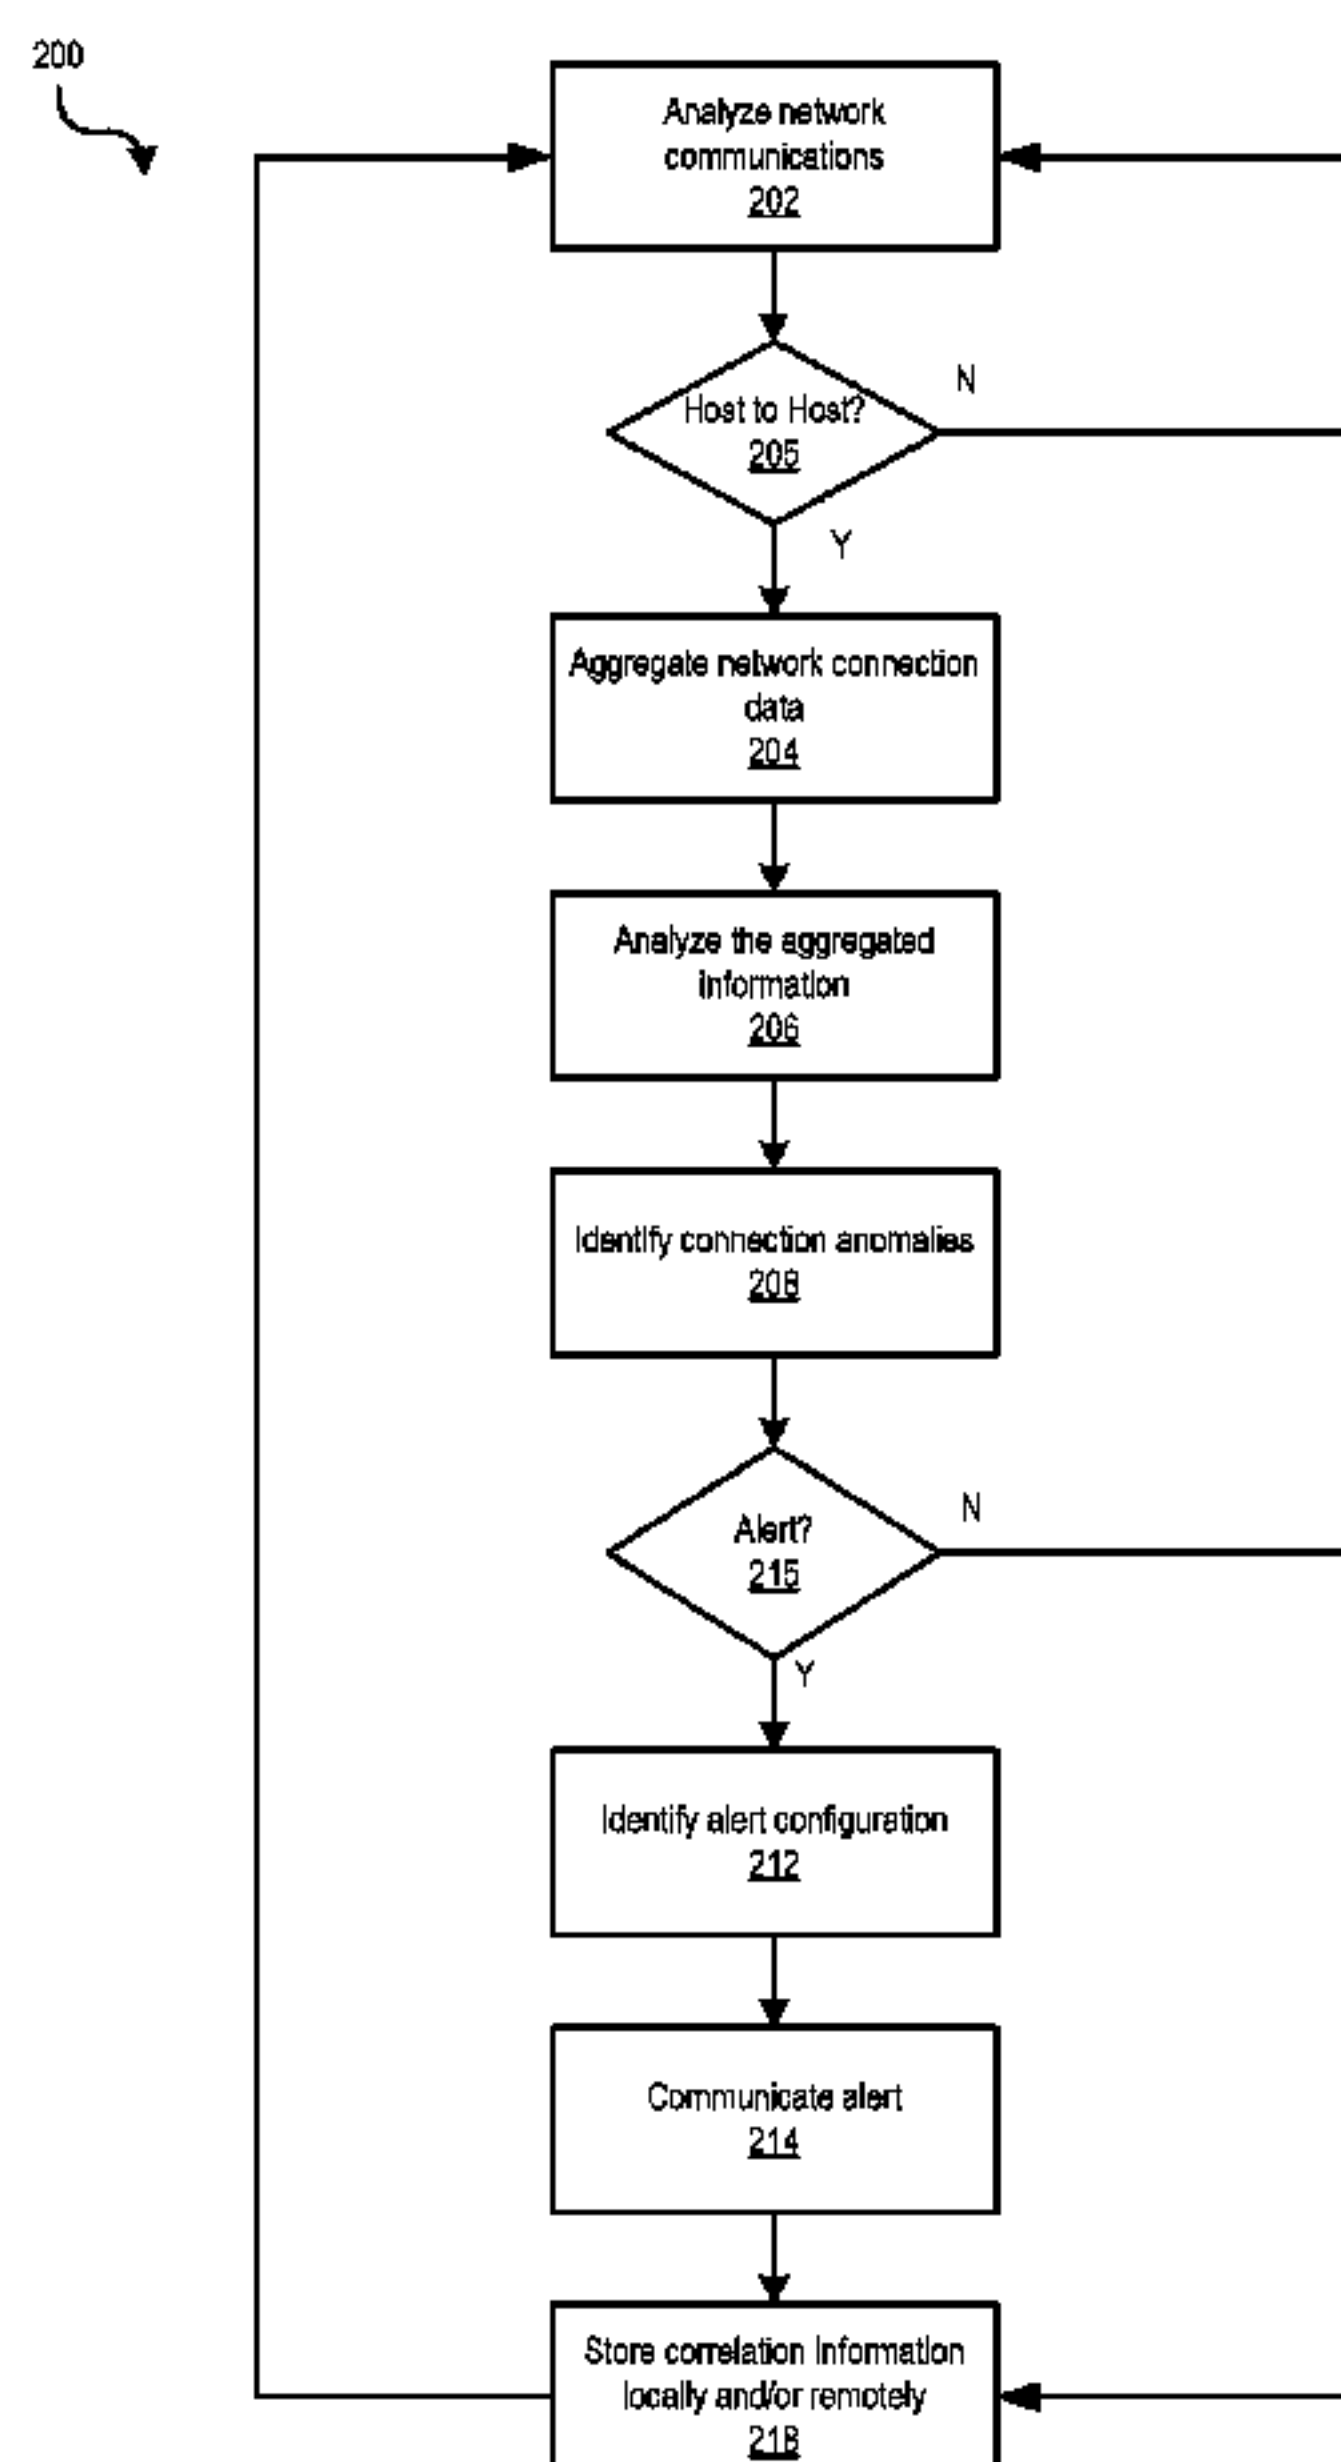 200
Analyze network
communications
202
Host to Host?
205
N
Y
Aggregate network connection
data
204
Analyze the aggregated
information
206
Identify connection anomalies
208
Alert?
215
N
Y
Identify alert configuration
212
Communicate alert
214
Store correlation information
locally and/or remotely
218